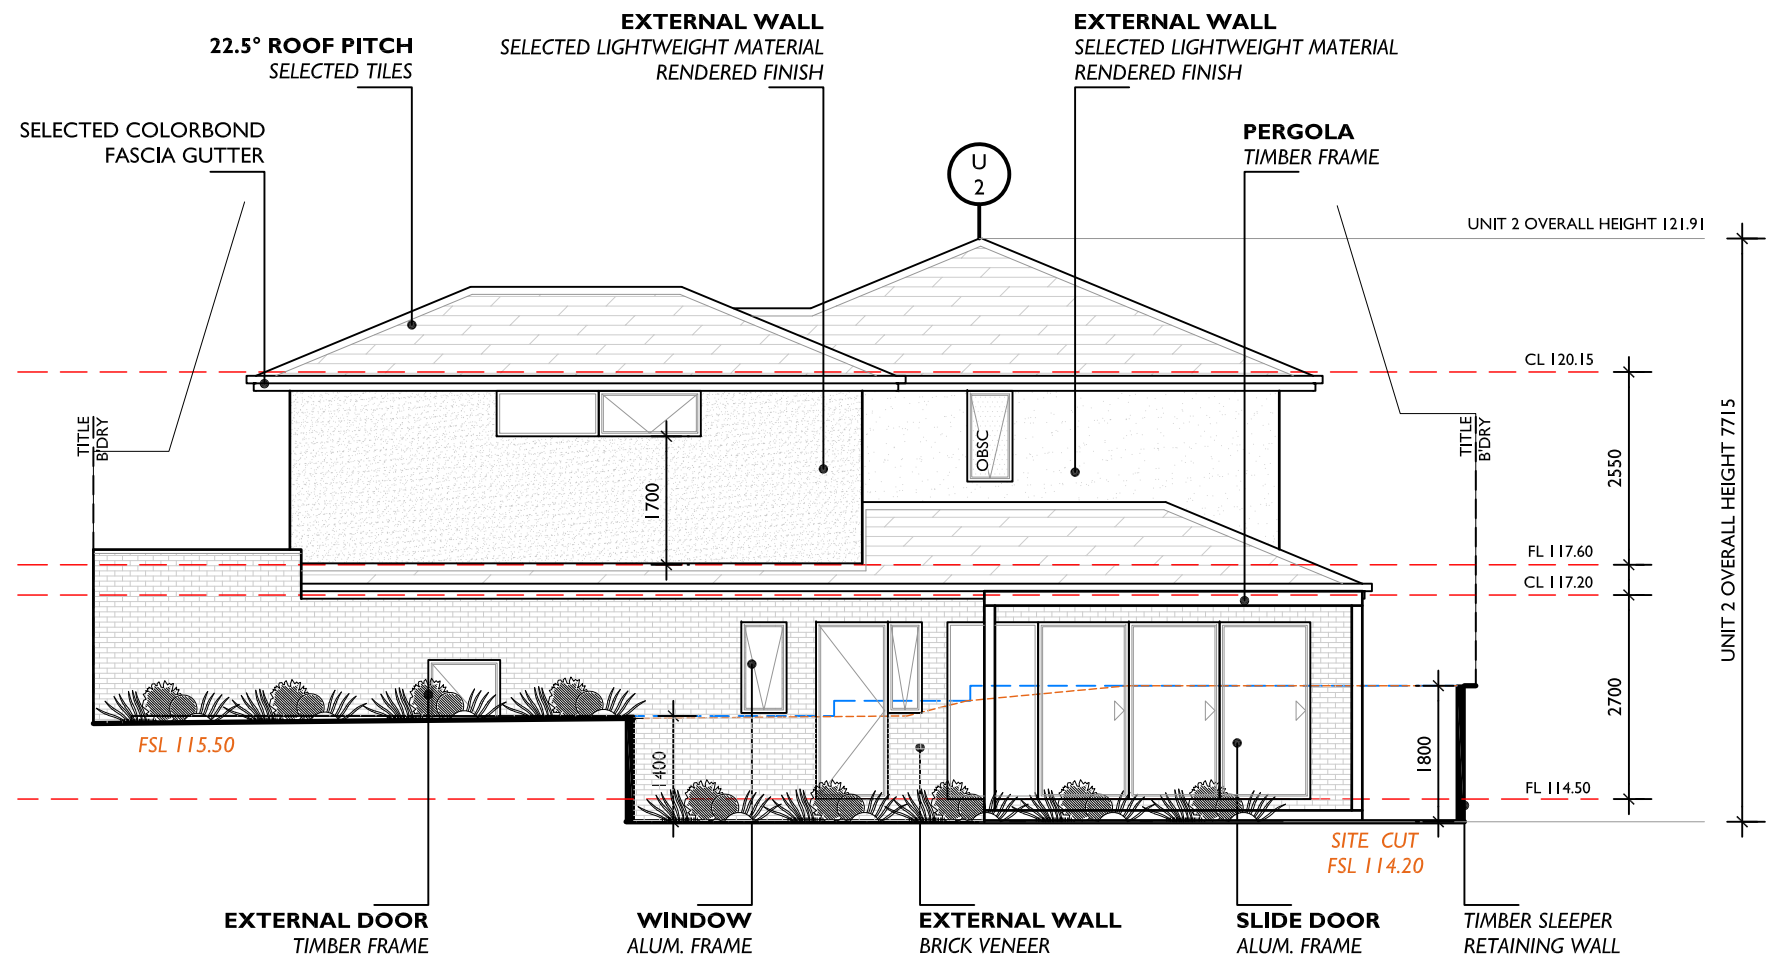 EXTERNAL WALL
SELECTED LIGHTWEIGHT MATERIAL
RENDERED FINISH
EXTERNAL WALL
SELECTED LIGHTWEIGHT MATERIAL
RENDERED FINISH
22.5° ROOF PITCH
SELECTED TILES
SELECTED COLORBOND
FASCIA GUTTER
PERGOLA
TIMBER FRAME
U
2
UNIT 2 OVERALL HEIGHT 121.91
CL 120.15
TITLE
B'DRY
OBSC
TITLE
B'DRY
2550
UNIT 2 OVERALL HEIGHT 7715
1700
FL 117.60
CL 117.20
2700
FSL 115.50
1400
1800
FL 114.50
SITE CUT
FSL 114.20
EXTERNAL DOOR
TIMBER FRAME
WINDOW
ALUM. FRAME
EXTERNAL WALL
BRICK VENEER
SLIDE DOOR
ALUM. FRAME
TIMBER SLEEPER
RETAINING WALL